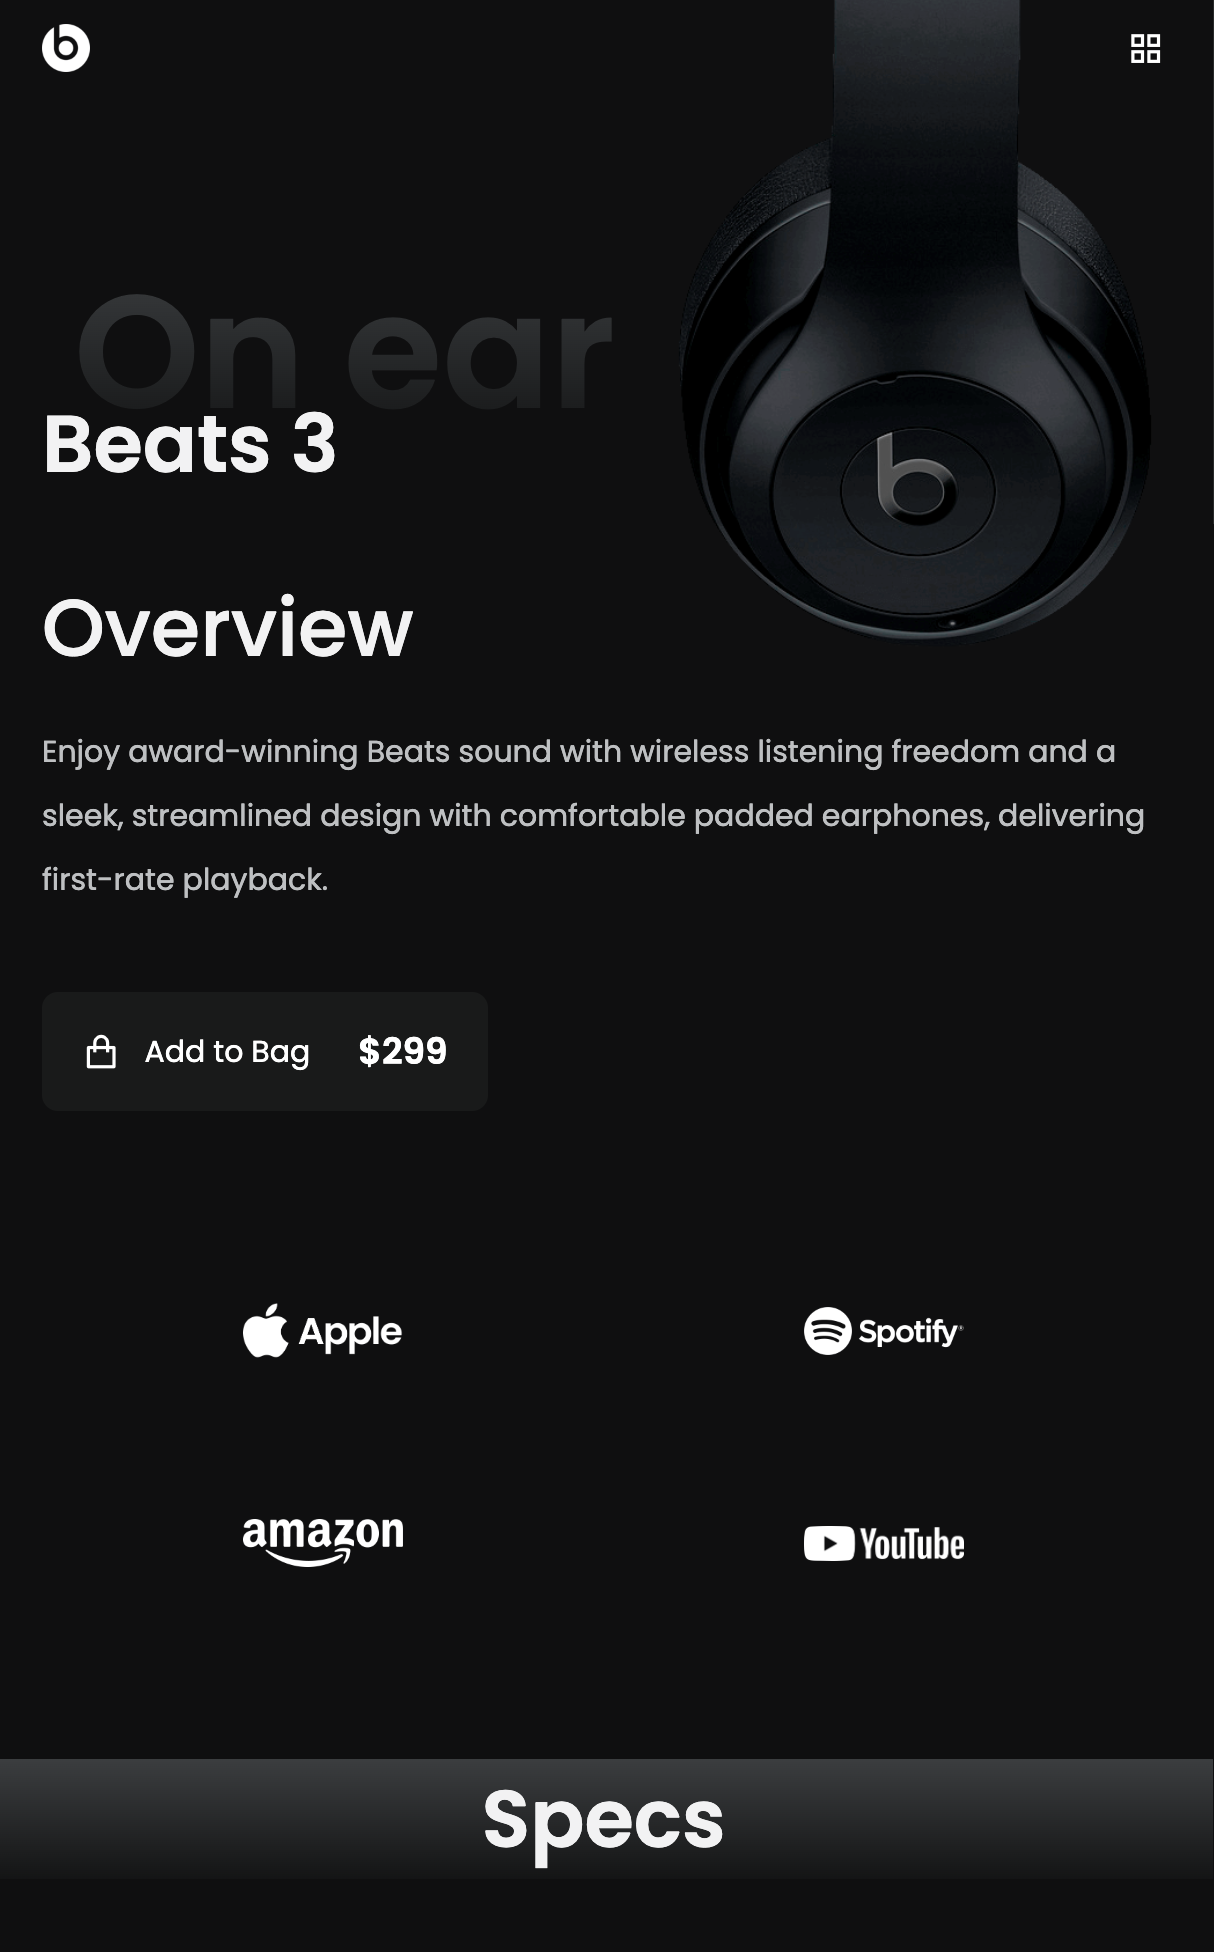 On ear
Beats 3
Overview
Enjoy award-winning Beats sound with wireless listening freedom and a
sleek, streamlined design with comfortable padded earphones, delivering
first-rate playback.
Add to Bag $299
Apple Spotify
amazon YouTube
Specs